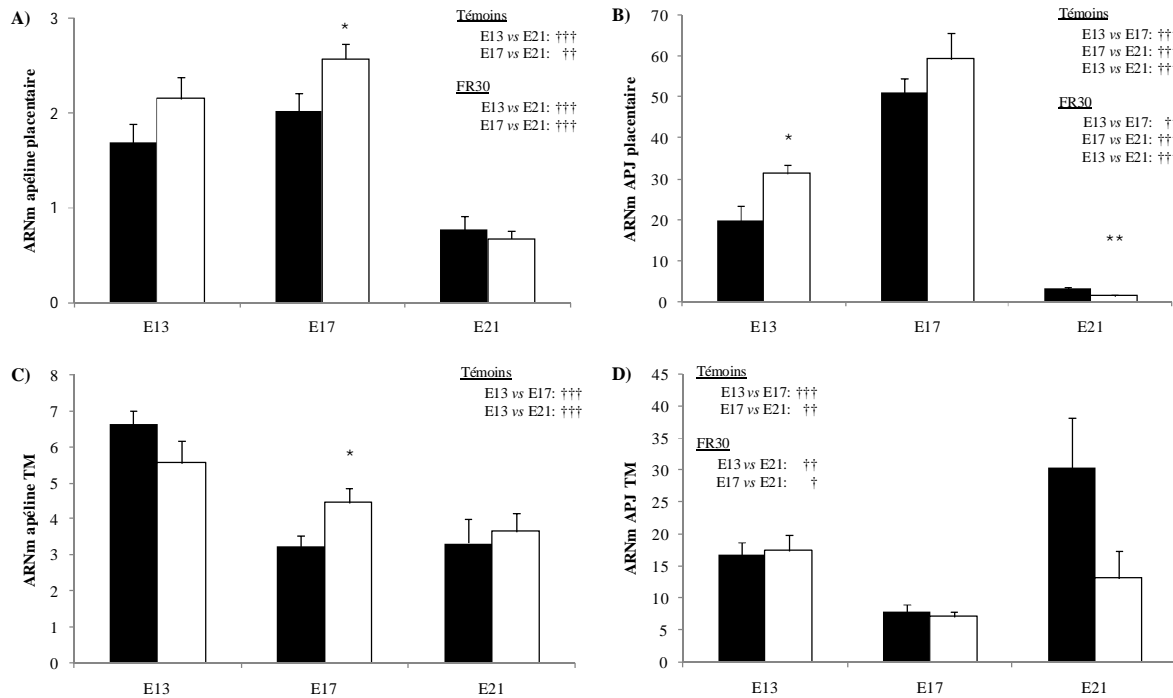 A)
ARNm apéline placentaire
3
2
1
0
*
Témoins
E13 vs E21: †††
E17 vs E21: ††
FR30
E13 vs E21: †††
E17 vs E21: †††
E13 E17 E21
B)
ARNm APJ placentaire
70
60
50
40
30
20
10
0
*
**
Témoins
E13 vs E17: ††
E17 vs E21: ††
E13 vs E21: ††
FR30
E13 vs E17: †
E17 vs E21: ††
E13 vs E21: ††
E13 E17 E21
C)
ARNm apéline TM
8
7
6
5
4
3
2
1
0
*
Témoins
E13 vs E17: †††
E13 vs E21: †††
E13 E17 E21
D)
ARNm APJ TM
45
40
35
30
25
20
15
10
5
0
Témoins
E13 vs E17: †††
E17 vs E21: ††
FR30
E13 vs E21: ††
E17 vs E21: †
E13 E17 E21